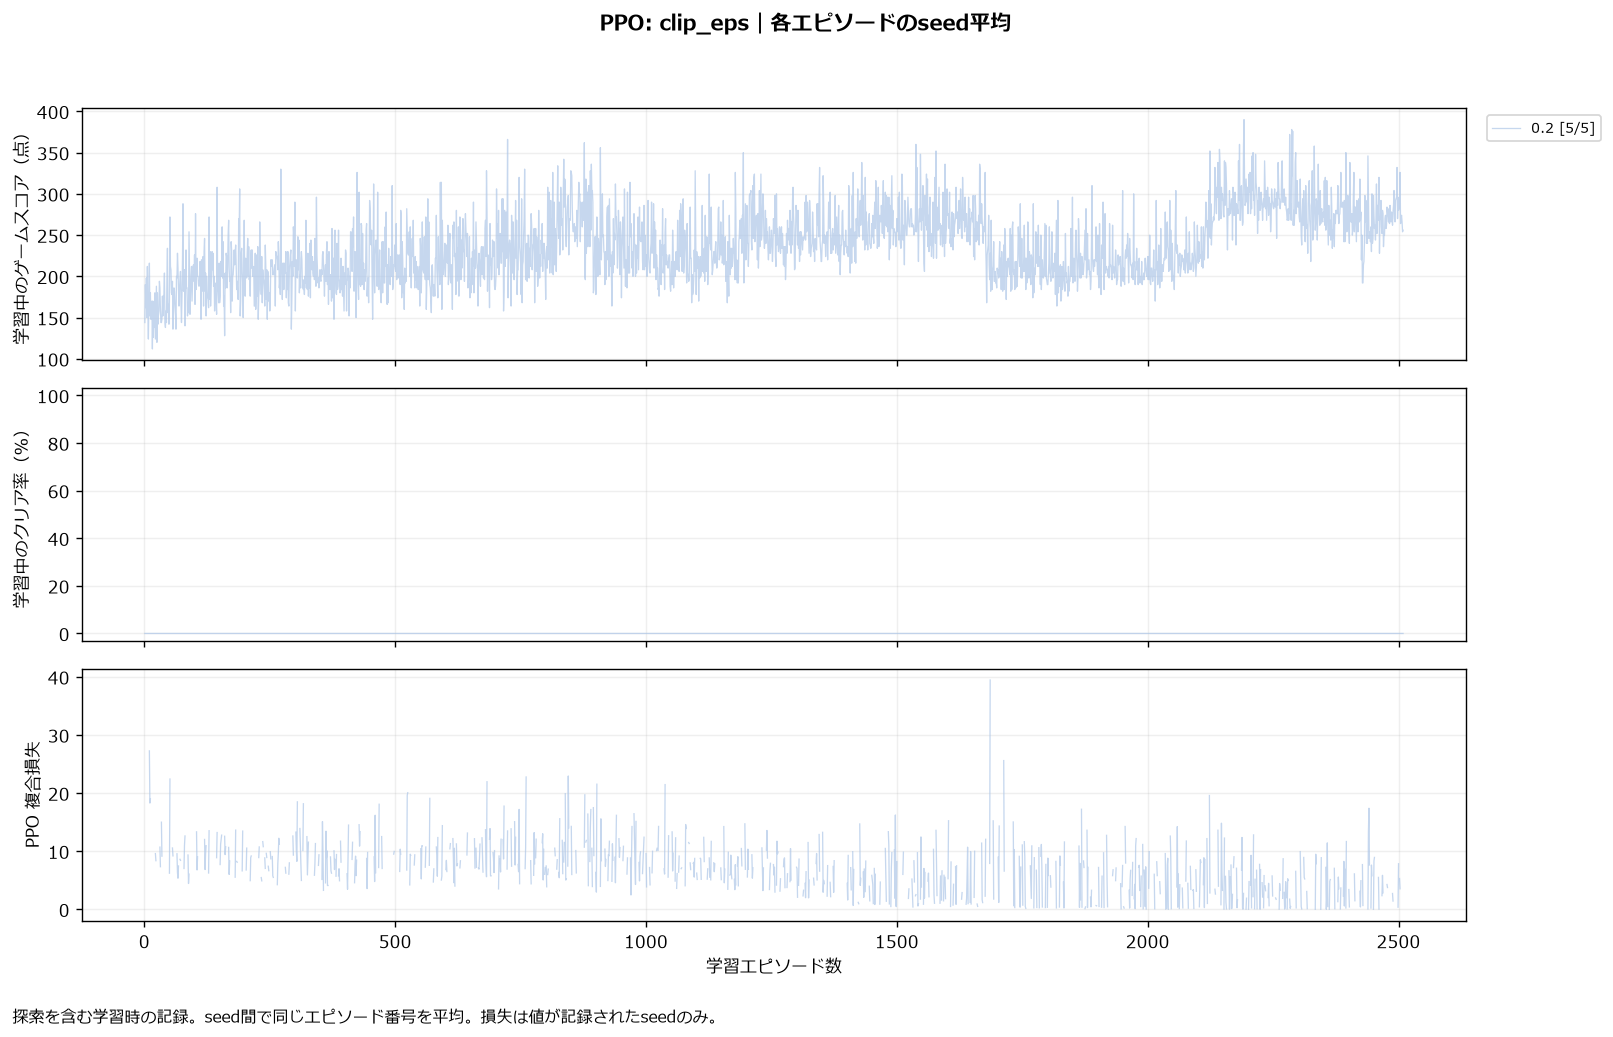 PPO: clip_eps | 各エピソードのseed平均
0.2 [5/5]
学習中のゲームスコア (点)
400
350
300
250
200
150
100
学習中のクリア率 (%)
100
80
60
40
20
0
PPO 複合損失
40
30
20
10
0
0 500 1000 1500 2000 2500
学習エピソード数
探索を含む学習時の記録。seed間で同じエピソード番号を平均。損失は値が記録されたseedのみ。